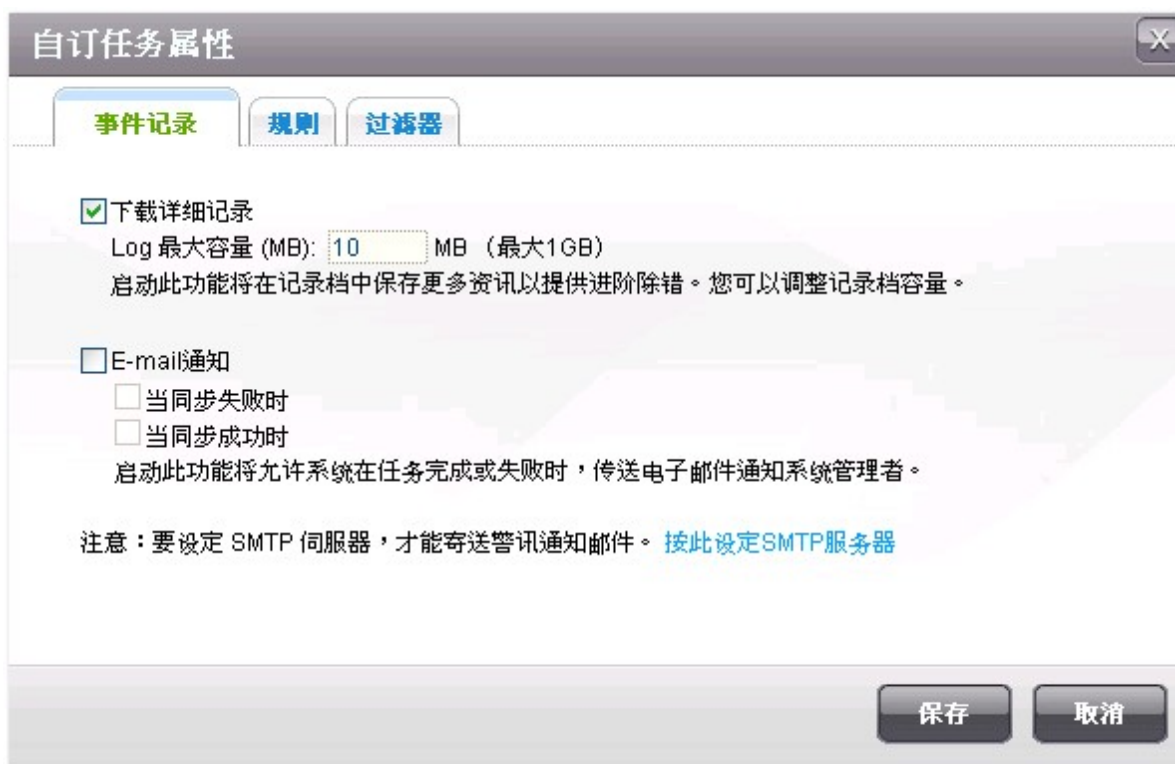 自订任务属性
X
事件记录 规则 过滤器
下载详细记录
Log 最大容量 (MB): 10 MB （最大1GB）
启动此功能将在记录档中保存更多资讯以提供进阶除错。您可以调整记录档容量。
E-mail通知
当同步失败时
当同步成功时
启动此功能将允许系统在任务完成或失败时，传送电子邮件通知系统管理者。
注意：要设定 SMTP 伺服器，才能寄送警讯通知邮件。 按此设定SMTP服务器
保存 取消